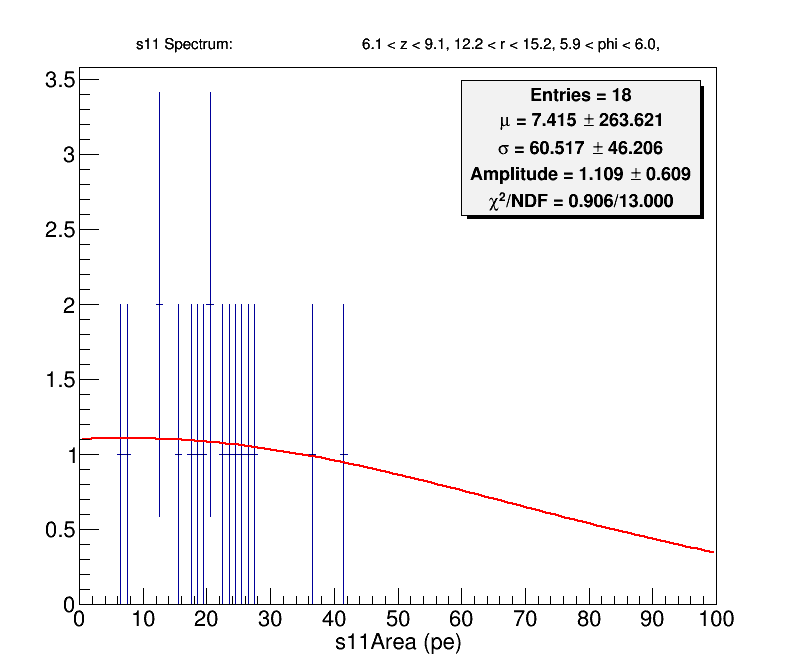 s11 Spectrum: 6.1 < z < 9.1, 12.2 < r < 15.2, 5.9 < phi < 6.0,
Entries = 18
μ = 7.415 ± 263.621
σ = 60.517 ± 46.206
Amplitude = 1.109 ± 0.609
χ²/NDF = 0.906/13.000
3.5
3
2.5
2
1.5
1
0.5
0
0 10 20 30 40 50 60 70 80 90 100
s11Area (pe)